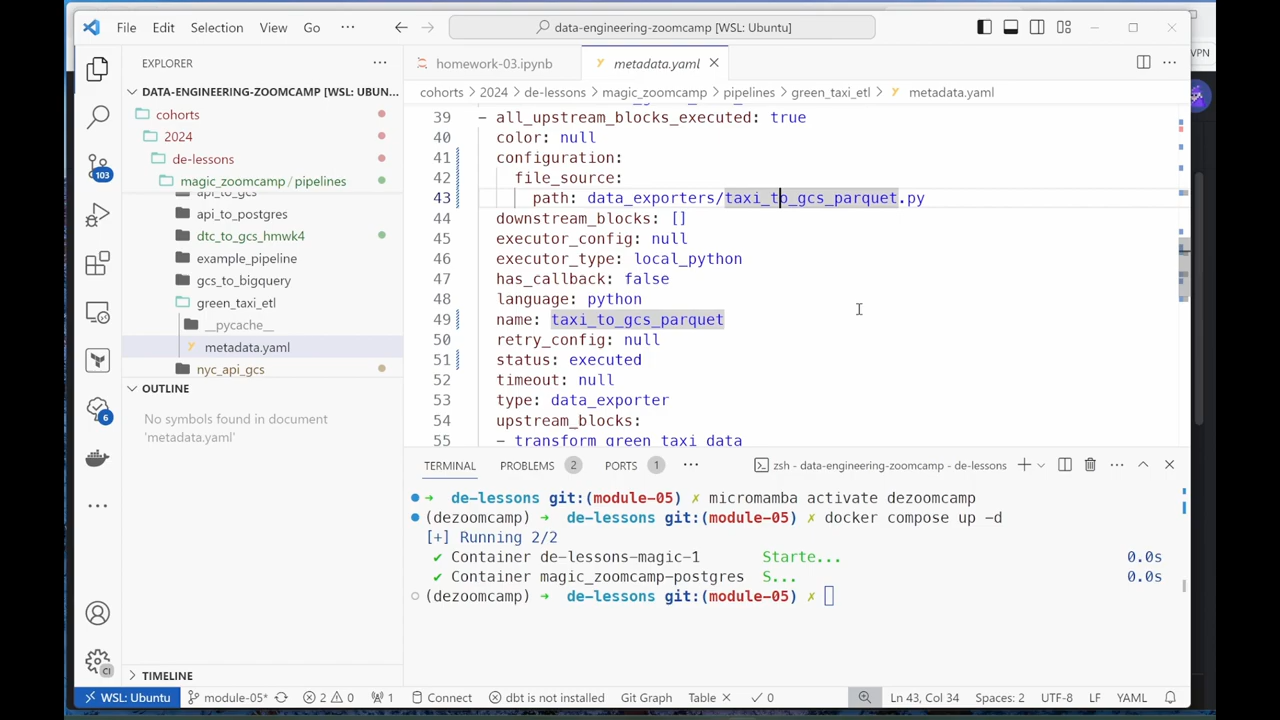 File Edit Selection View Go ··· data-engineering-zoomcamp [WSL: Ubuntu]
EXPLORER
DATA-ENGINEERING-ZOOMCAMP [WSL: UBUN...
cohorts
2024
de-lessons
magic_zoomcamp / pipelines
api_to_gcs
api_to_postgres
dtc_to_gcs_hmwk4
example_pipeline
gcs_to_bigquery
green_taxi_etl
__pycache__
metadata.yaml
nyc_api_gcs
OUTLINE
No symbols found in document
'metadata.yaml'
TIMELINE
103
6
CI
homework-03.ipynb metadata.yaml
cohorts > 2024 > de-lessons > magic_zoomcamp > pipelines > green_taxi_etl > metadata.yaml
39 - all_upstream_blocks_executed: true
40 color: null
41 configuration:
42 file_source:
43 path: data_exporters/taxi_to_gcs_parquet.py
44 downstream_blocks: []
45 executor_config: null
46 executor_type: local_python
47 has_callback: false
48 language: python
49 name: taxi_to_gcs_parquet
50 retry_config: null
51 status: executed
52 timeout: null
53 type: data_exporter
54 upstream_blocks:
55 - transform_green_taxi_data
TERMINAL PROBLEMS 2 PORTS 1 ··· zsh - data-engineering-zoomcamp - de-lessons
→ de-lessons git:(module-05) ✗ micromamba activate dezoomcamp
(dezoomcamp) → de-lessons git:(module-05) ✗ docker compose up -d
[+] Running 2/2
✔ Container de-lessons-magic-1 Starte... 0.0s
✔ Container magic_zoomcamp-postgres S... 0.0s
(dezoomcamp) → de-lessons git:(module-05) ✗
WSL: Ubuntu module-05* 2 0 1 Connect dbt is not installed Git Graph Table ✕ 0 Ln 43, Col 34 Spaces: 2 UTF-8 LF YAML
VPN